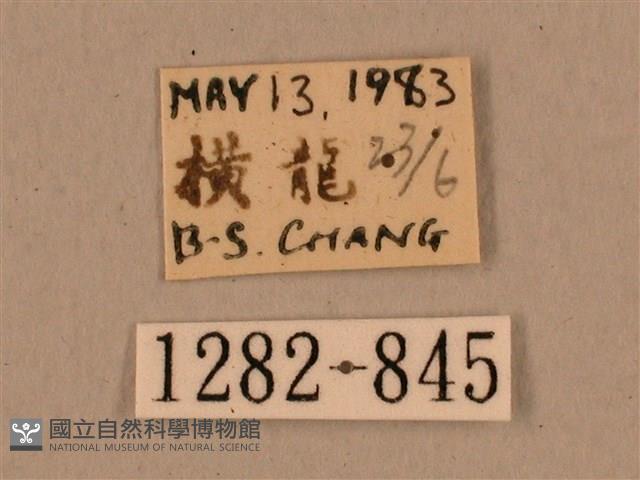 MAY 13, 1983
橫龍 23/6
B-S. CHANG
1282-845
國立自然科學博物館
NATIONAL MUSEUM OF NATURAL SCIENCE